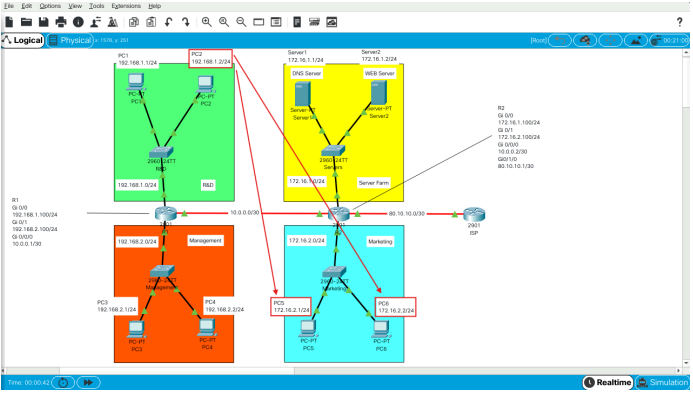 File Edit Options View Tools Extensions Help
?
Logical
Physical x: 1578, y: 251
[Root]
00:21:00
PC1
192.168.1.1/24
PC2
192.168.1.2/24
Server1
172.16.1.1/24
Server2
172.16.1.2/24
DNS Server
WEB Server
PC-PT
PC1
PC-PT
PC2
Server-PT
Server1
Server-PT
Server2
2960-24TT
R&D
2960-24TT
Servers
192.168.1.0/24
R&D
172.16.1.0/24
Server Farm
R2
Gi 0/0
172.16.1.100/24
Gi 0/1
172.16.2.100/24
Gi 0/0/0
10.0.0.2/30
Gi0/1/0
80.10.10.1/30
R1
Gi 0/0
192.168.1.100/24
Gi 0/1
192.168.2.100/24
Gi 0/0/0
10.0.0.1/30
2901
10.0.0.0/30
2901
80.10.10.0/30
2901
ISP
192.168.2.0/24
Management
172.16.2.0/24
Marketing
2960-24TT
Management
2960-24TT
Marketing
PC3
192.168.2.1/24
PC4
192.168.2.2/24
PC5
172.16.2.1/24
PC6
172.16.2.2/24
PC-PT
PC3
PC-PT
PC4
PC-PT
PC5
PC-PT
PC6
Time: 00:00:42
Realtime
Simulation